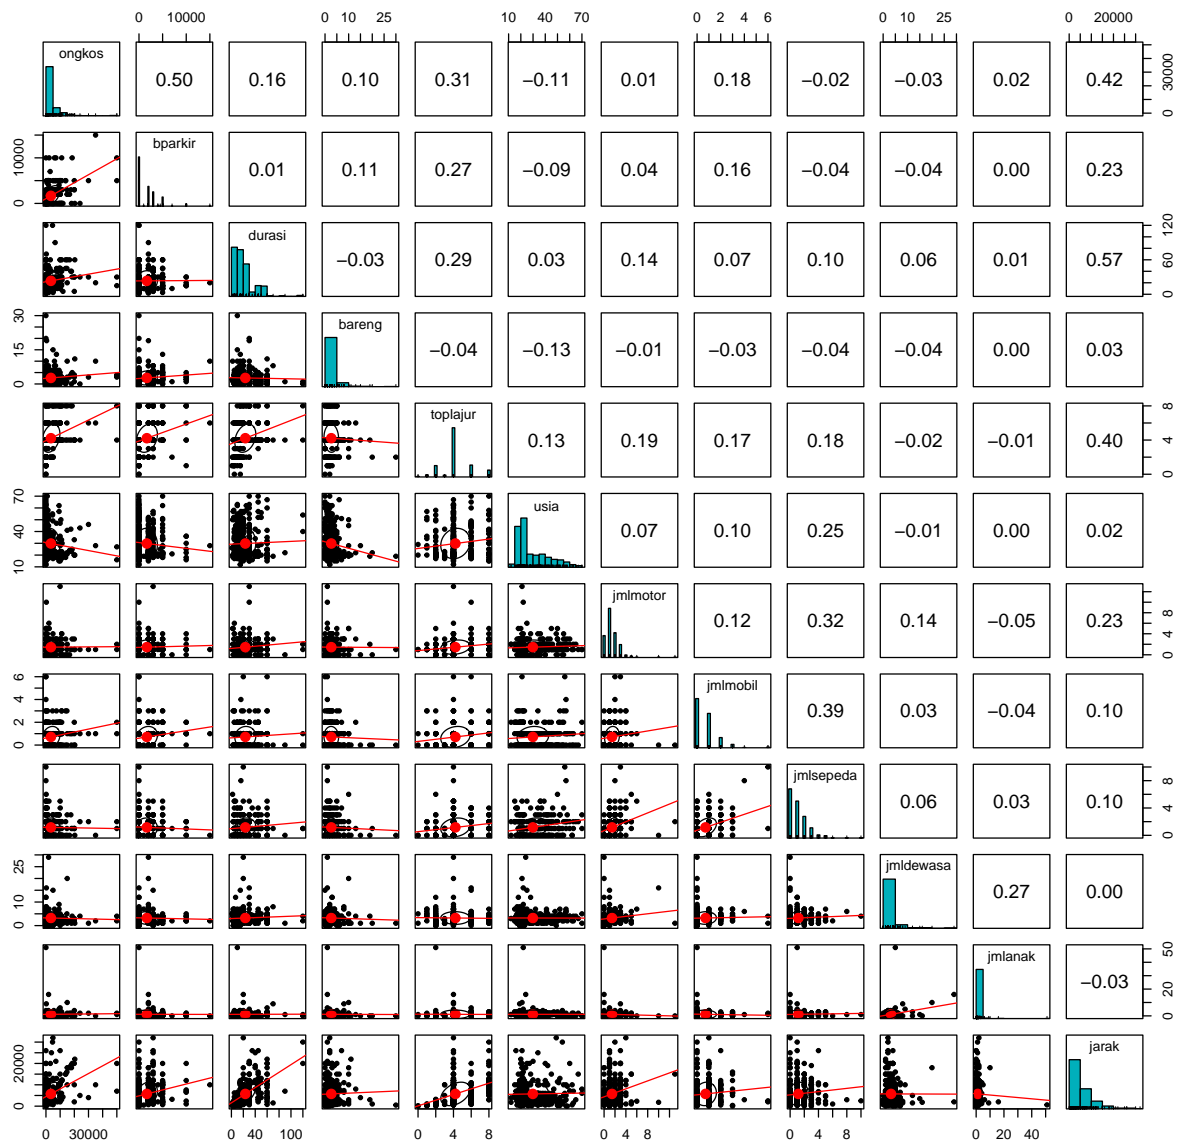 0 10000 0 10 25 10 30 50 70 0 2 4 6 0 10 25 0 20000
ongkos 0.50 0.16 0.10 0.31 −0.11 0.01 0.18 −0.02 −0.03 0.02 0.42 0 30000
0 10000 bparkir 0.01 0.11 0.27 −0.09 0.04 0.16 −0.04 −0.04 0.00 0.23
durasi −0.03 0.29 0.03 0.14 0.07 0.10 0.06 0.01 0.57 0 60 120
0 15 30 bareng −0.04 −0.13 −0.01 −0.03 −0.04 −0.04 0.00 0.03
toplajur 0.13 0.19 0.17 0.18 −0.02 −0.01 0.40 0 4 8
10 30 50 70 usia 0.07 0.10 0.25 −0.01 0.00 0.02
jmlmotor 0.12 0.32 0.14 −0.05 0.23 0 4 8
0 2 4 6 jmlmobil 0.39 0.03 −0.04 0.10
jmlsepeda 0.06 0.03 0.10 0 4 8
0 10 25 jmldewasa 0.27 0.00
jmlanak −0.03 0 20 50
0 20000 jarak
0 30000 0 40 100 0 4 8 0 4 8 0 4 8 0 20 40